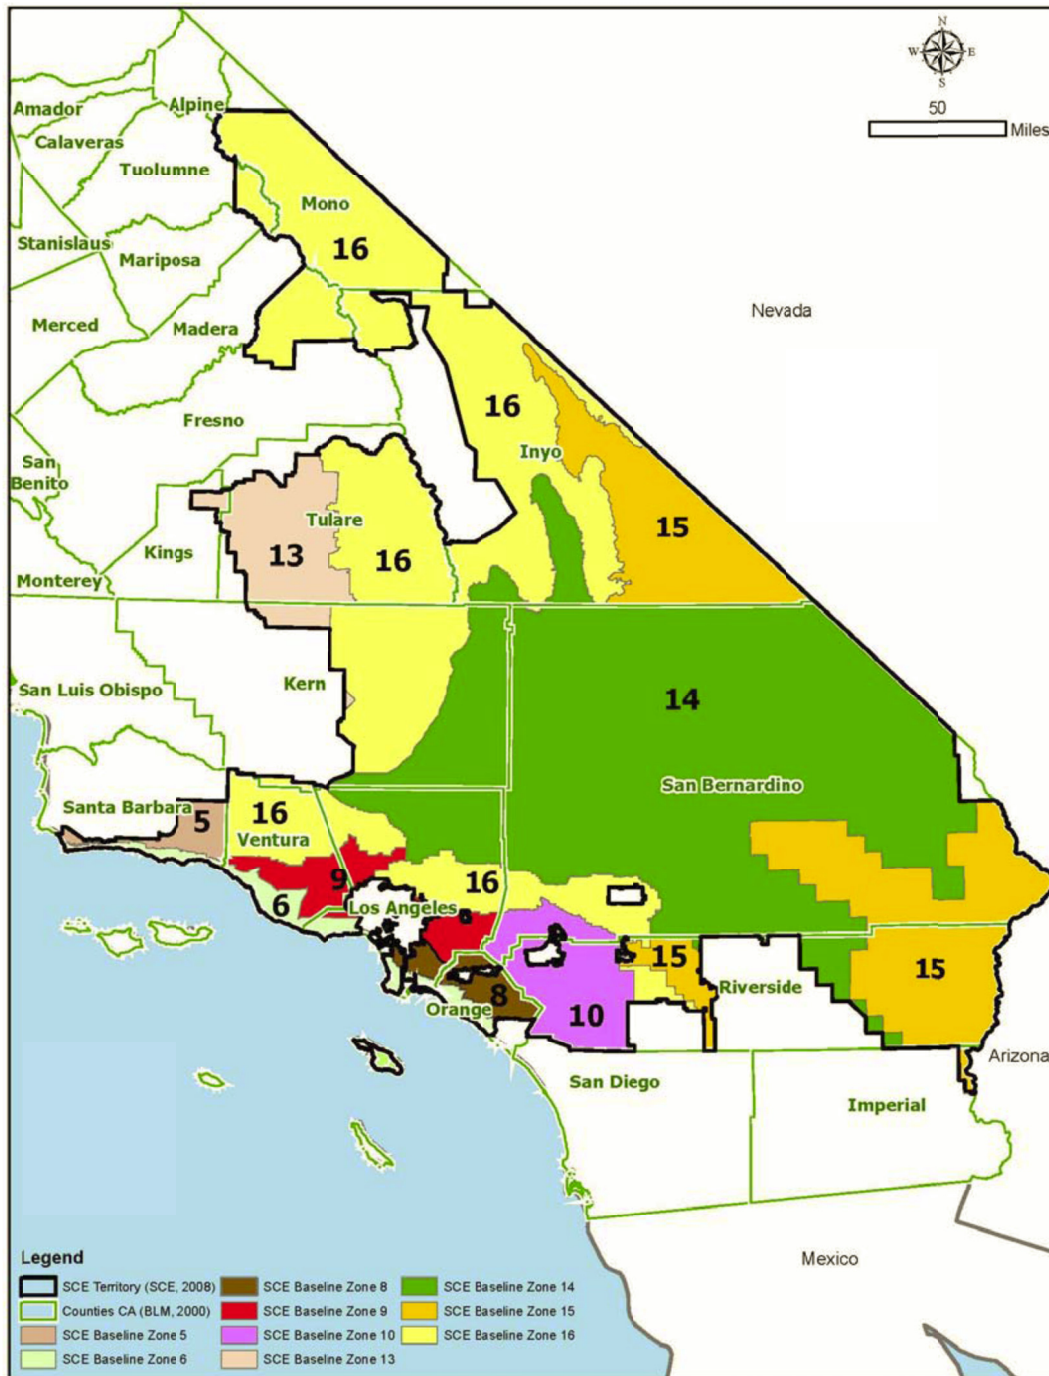 N
W E
S
50
Miles
Amador
Alpine
Calaveras
Tuolumne
Mono
16
Stanislaus
Mariposa
Nevada
Merced
Madera
16
Fresno
Inyo
San
Benito
Tulare
15
Kings
13
16
Monterey
San Luis Obispo
Kern
14
San Bernardino
Santa Barbara
5
16
Ventura
9
16
6
Los Angeles
15
15
Riverside
8
Orange
10
Arizona
San Diego
Imperial
Mexico
Legend
SCE Territory (SCE, 2008)
Counties CA (BLM, 2000)
SCE Baseline Zone 5
SCE Baseline Zone 6
SCE Baseline Zone 8
SCE Baseline Zone 9
SCE Baseline Zone 10
SCE Baselne Zone 13
SCE Baseline Zone 14
SCE Baseline Zone 15
SCE Baseline Zone 16